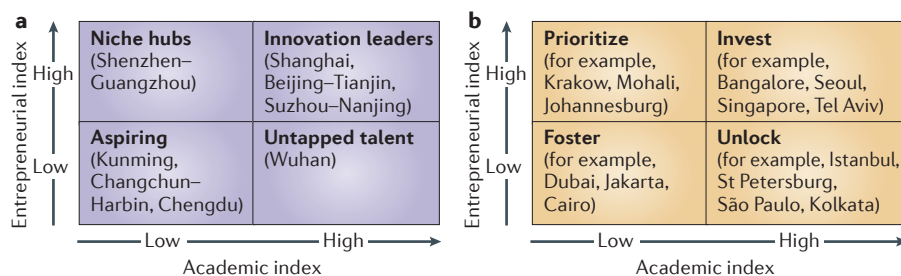 a
Entrepreneurial index
High
Low
Niche hubs
(Shenzhen–
Guangzhou)
Innovation leaders
(Shanghai,
Beijing–Tianjin,
Suzhou–Nanjing)
Aspiring
(Kunming,
Changchun–
Harbin, Chengdu)
Untapped talent
(Wuhan)
Low
High
Academic index
b
Entrepreneurial index
High
Low
Prioritize
(for example,
Krakow, Mohali,
Johannesburg)
Invest
(for example,
Bangalore, Seoul,
Singapore, Tel Aviv)
Foster
(for example,
Dubai, Jakarta,
Cairo)
Unlock
(for example, Istanbul,
St Petersburg,
São Paulo, Kolkata)
Low
High
Academic index